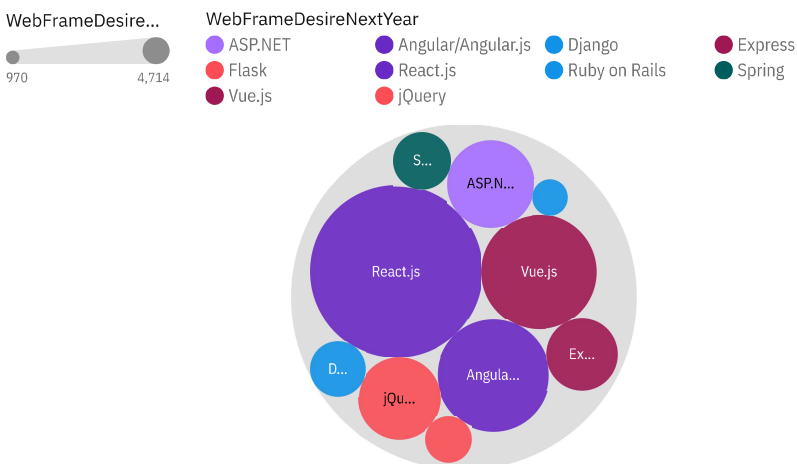 WebFrameDesire...
970 4,714
WebFrameDesireNextYear
ASP.NET Angular/Angular.js Django Express
Flask React.js Ruby on Rails Spring
Vue.js jQuery
S...
ASP.N...
React.js
Vue.js
Ex...
D...
Angula...
jQu...